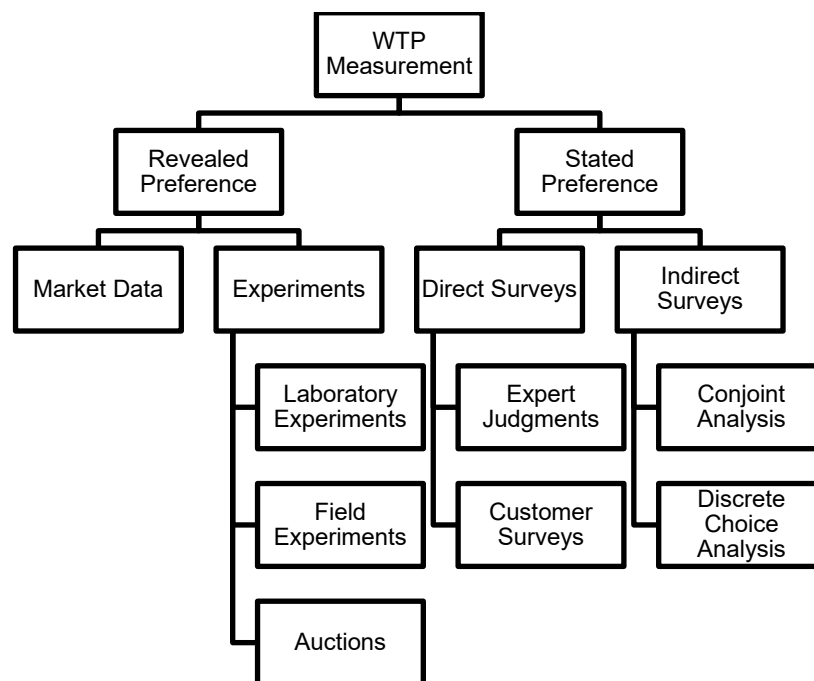 WTP
Measurement
Revealed
Preference
Stated
Preference
Market Data
Experiments
Direct Surveys
Indirect
Surveys
Laboratory
Experiments
Expert
Judgments
Conjoint
Analysis
Field
Experiments
Customer
Surveys
Discrete
Choice
Analysis
Auctions